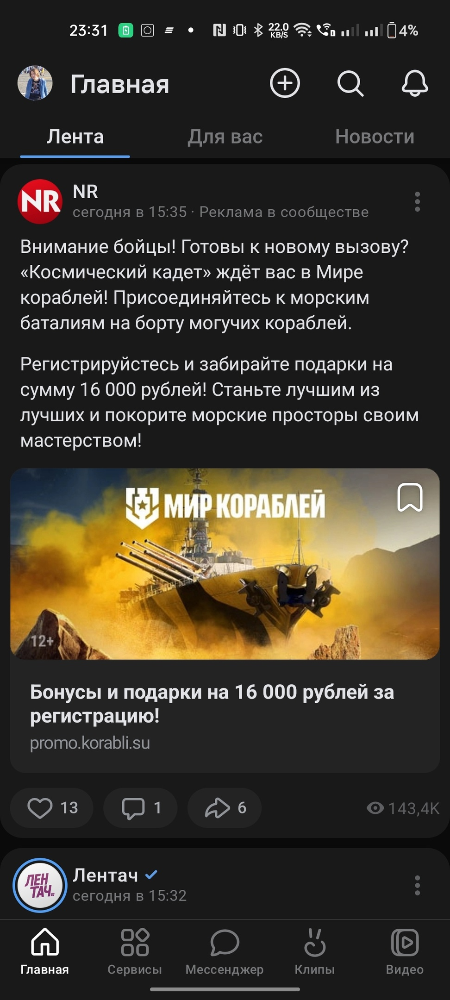 23:31
22.0
KB/S
4%
Главная
Лента
Для вас
Новости
NR
NR
сегодня в 15:35 · Реклама в сообществе
Внимание бойцы! Готовы к новому вызову?
«Космический кадет» ждёт вас в Мире
кораблей! Присоединяйтесь к морским
баталиям на борту могучих кораблей.
Регистрируйстесь и забирайте подарки на
сумму 16 000 рублей! Станьте лучшим из
лучших и покорите морские просторы своим
мастерством!
МИР КОРАБЛЕЙ
12+
Бонусы и подарки на 16 000 рублей за
регистрацию!
promo.korabli.su
13
1
6
143,4K
ЛЕН
ТАЧ
Лентач
сегодня в 15:32
Главная
Сервисы
Мессенджер
Клипы
Видео